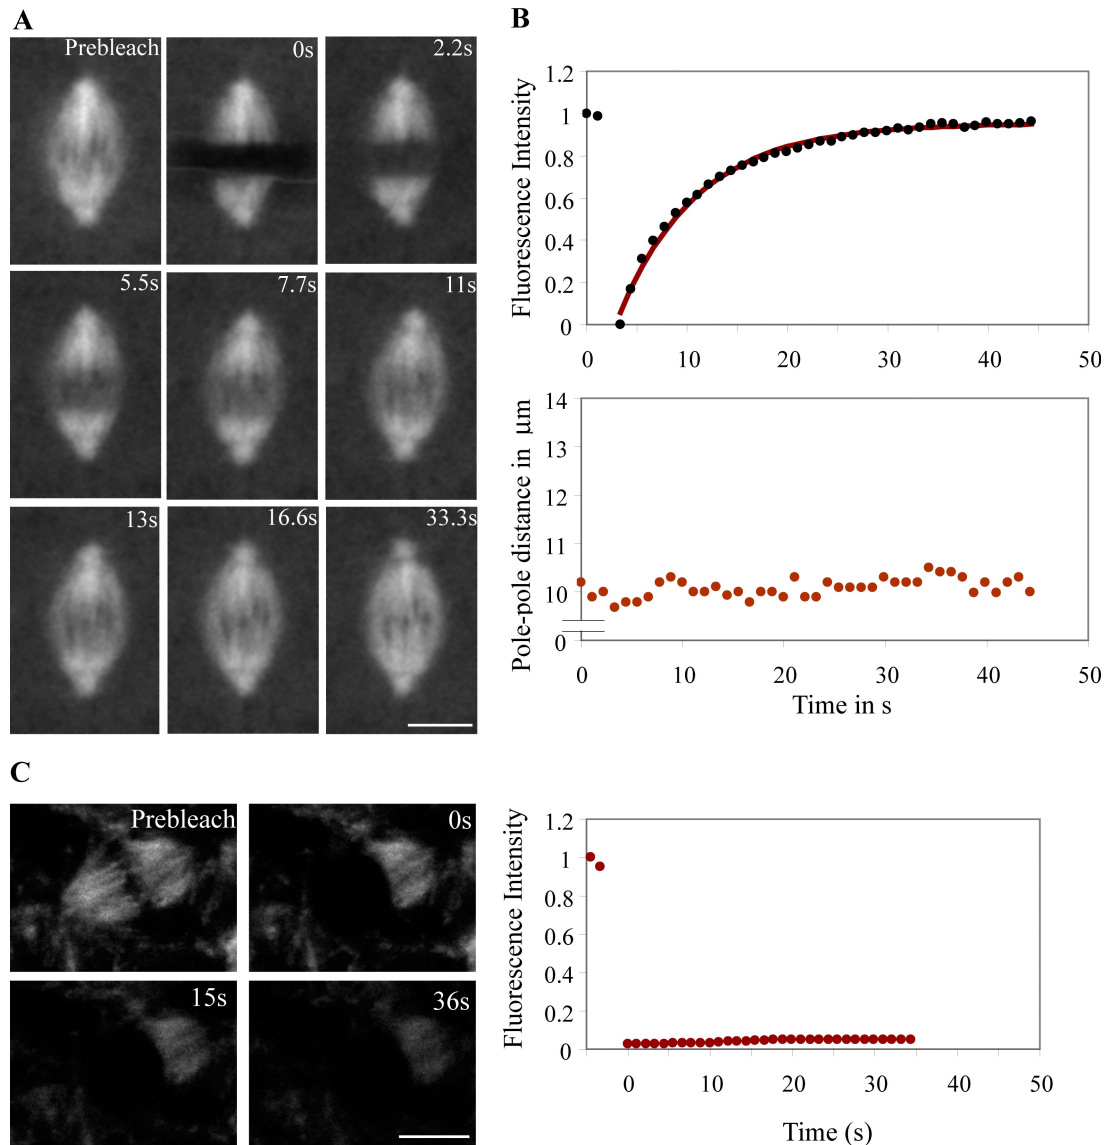 A
Prebleach
0s
2.2s
5.5s
7.7s
11s
13s
16.6s
33.3s
B
Fluorescence Intensity
1.2
1
0.8
0.6
0.4
0.2
0
0 10 20 30 40 50
Pole-pole distance in µm
14
13
12
11
10
0
0 10 20 30 40 50
Time in s
C
Prebleach
0s
15s
36s
Fluorescence Intensity
1.2
1
0.8
0.6
0.4
0.2
0
0 10 20 30 40 50
Time (s)